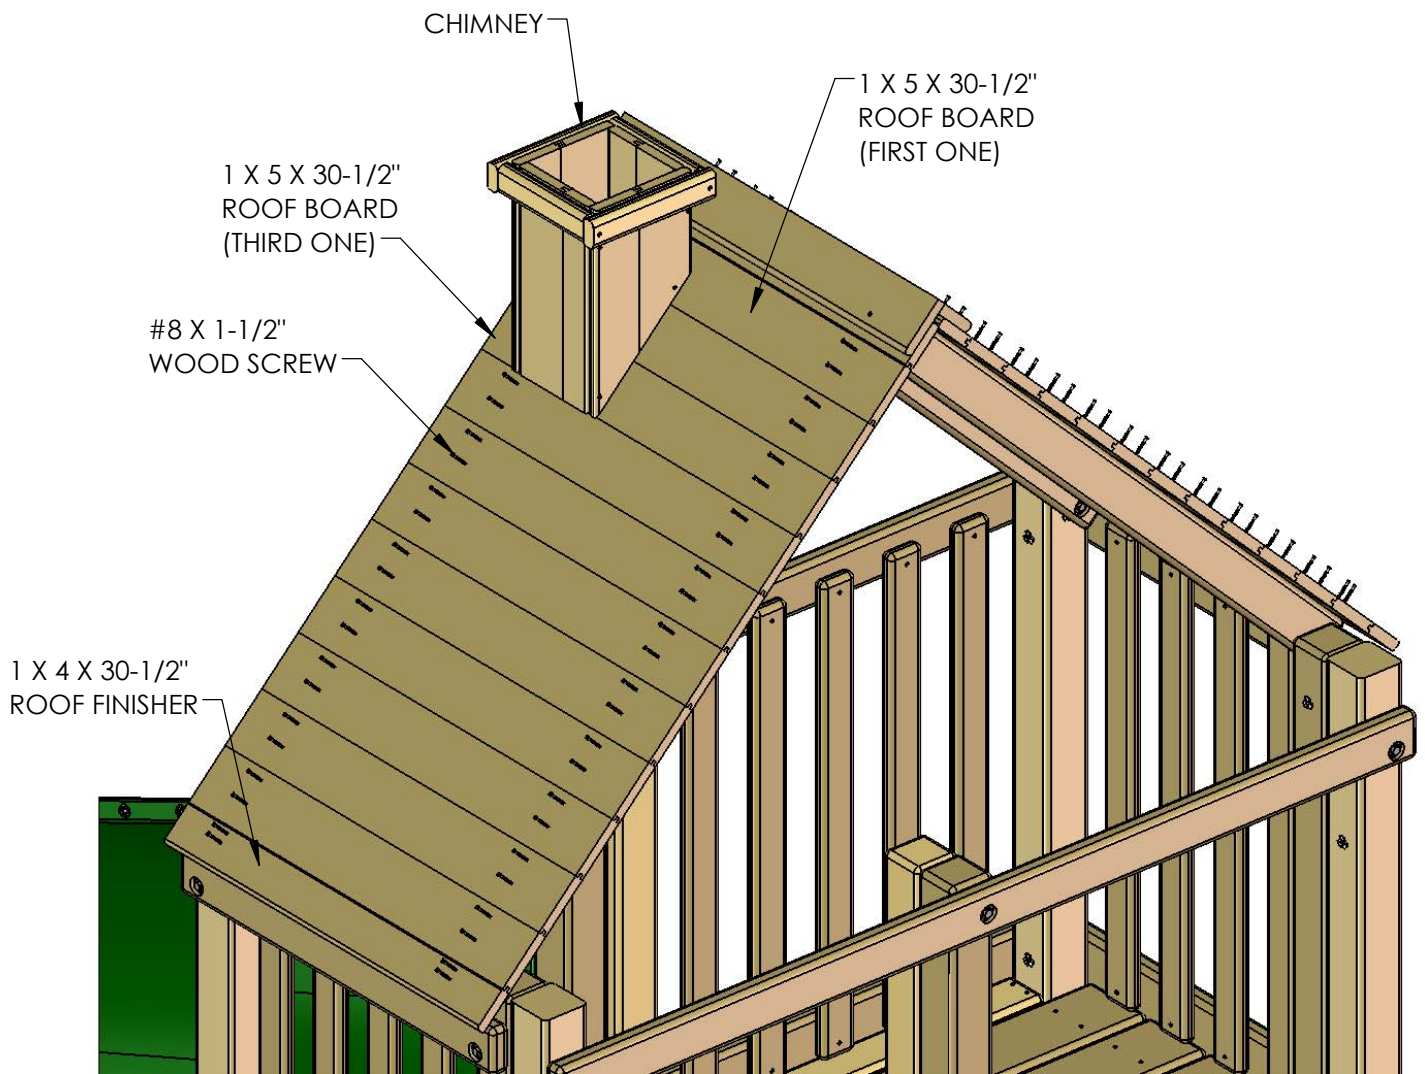 CHIMNEY
1 X 5 X 30-1/2"
ROOF BOARD
(FIRST ONE)
1 X 5 X 30-1/2"
ROOF BOARD
(THIRD ONE)
#8 X 1-1/2"
WOOD SCREW
1 X 4 X 30-1/2"
ROOF FINISHER